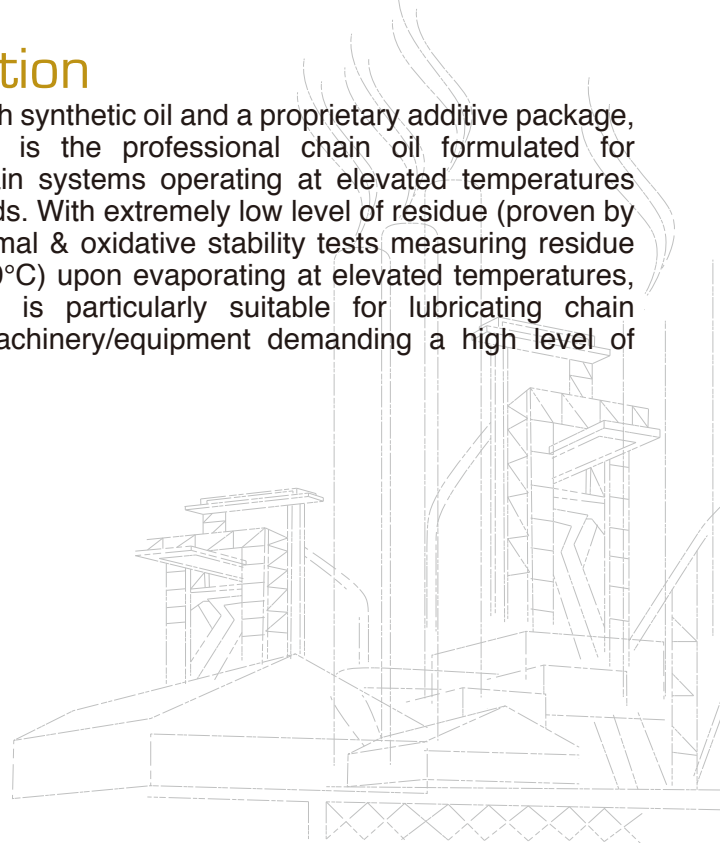 tion
h synthetic oil and a proprietary additive package,
is the professional chain oil formulated for
in systems operating at elevated temperatures
ds. With extremely low level of residue (proven by
mal & oxidative stability tests measuring residue
0°C) upon evaporating at elevated temperatures,
is particularly suitable for lubricating chain
achinery/equipment demanding a high level of